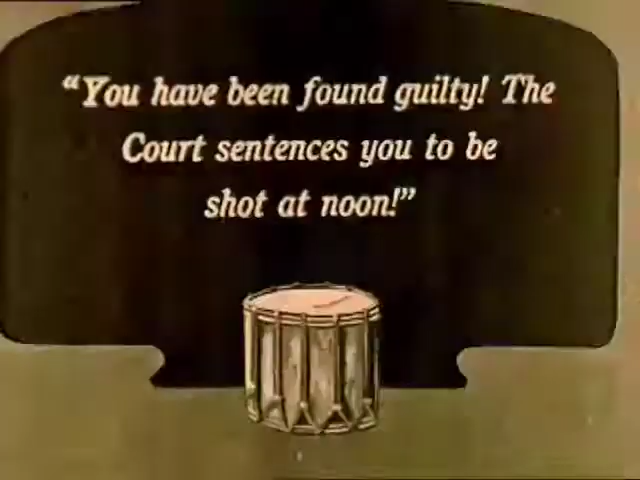 “You have been found guilty! The
Court sentences you to be
shot at noon!”